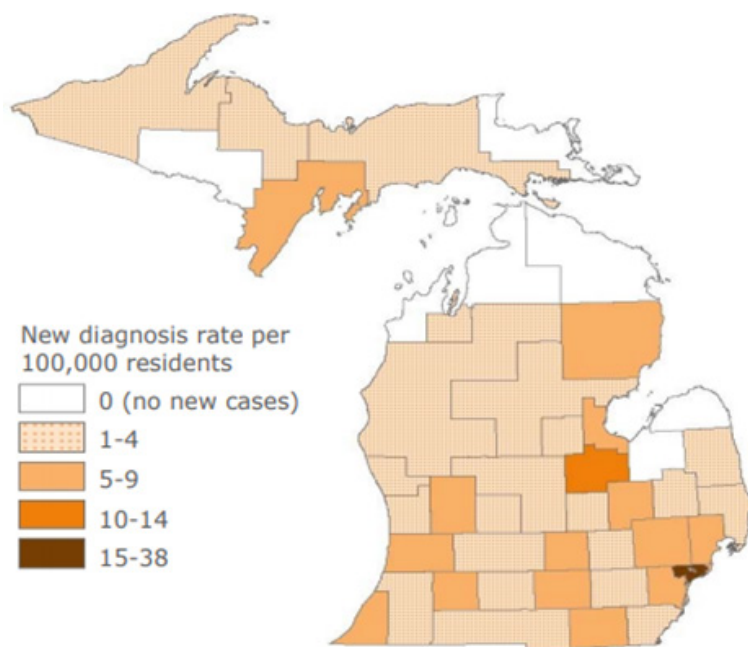 New diagnosis rate per
100,000 residents
0 (no new cases)
1-4
5-9
10-14
15-38